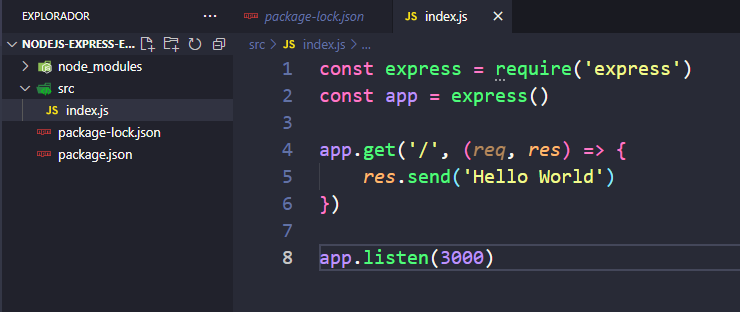 EXPLORADOR ...
NODEJS-EXPRESS-E...
node_modules
src
JS index.js
package-lock.json
package.json
package-lock.json
JS index.js
src > JS index.js > ...
1 const express = require('express')
2 const app = express()
3
4 app.get('/', (req, res) => {
5 res.send('Hello World')
6 })
7
8 app.listen(3000)